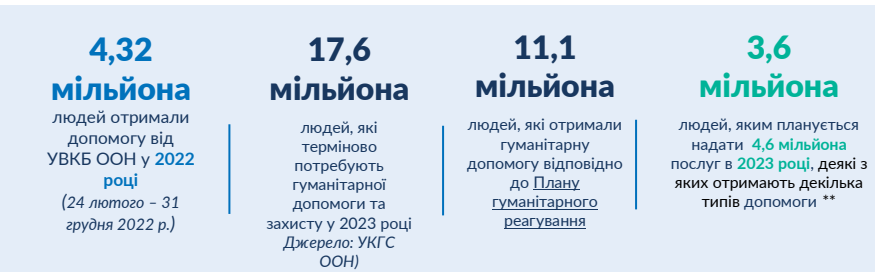 4,32
мільйона
людей отримали
допомогу від
УВКБ ООН у 2022
році
(24 лютого – 31
грудня 2022 р.)
17,6
мільйона
людей, які
терміново
потребують
гуманітарної
допомоги та
захисту у 2023 році
Джерело: УКГС
ООН)
11,1
мільйона
людей, які отримали
гуманітарну
допомогу відповідно
до Плану
гуманітарного
реагування
3,6
мільйона
людей, яким планується
надати 4,6 мільйона
послуг в 2023 році, деякі з
яких отримають декілька
типів допомоги **